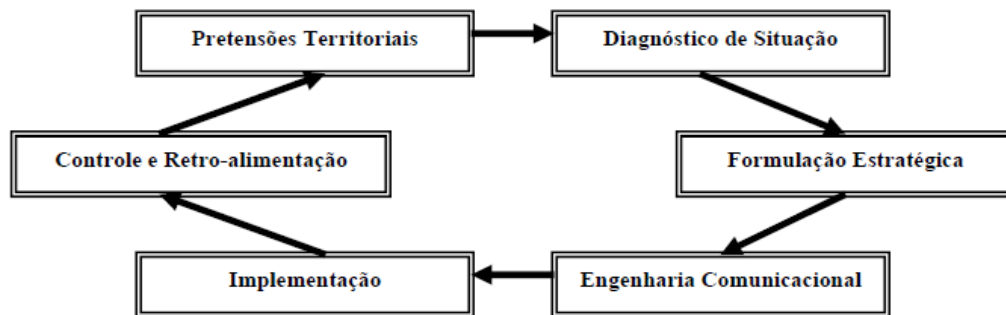 Pretensões Territoriais
Diagnóstico de Situação
Controle e Retro-alimentação
Formulação Estratégica
Implementação
Engenharia Comunicacional